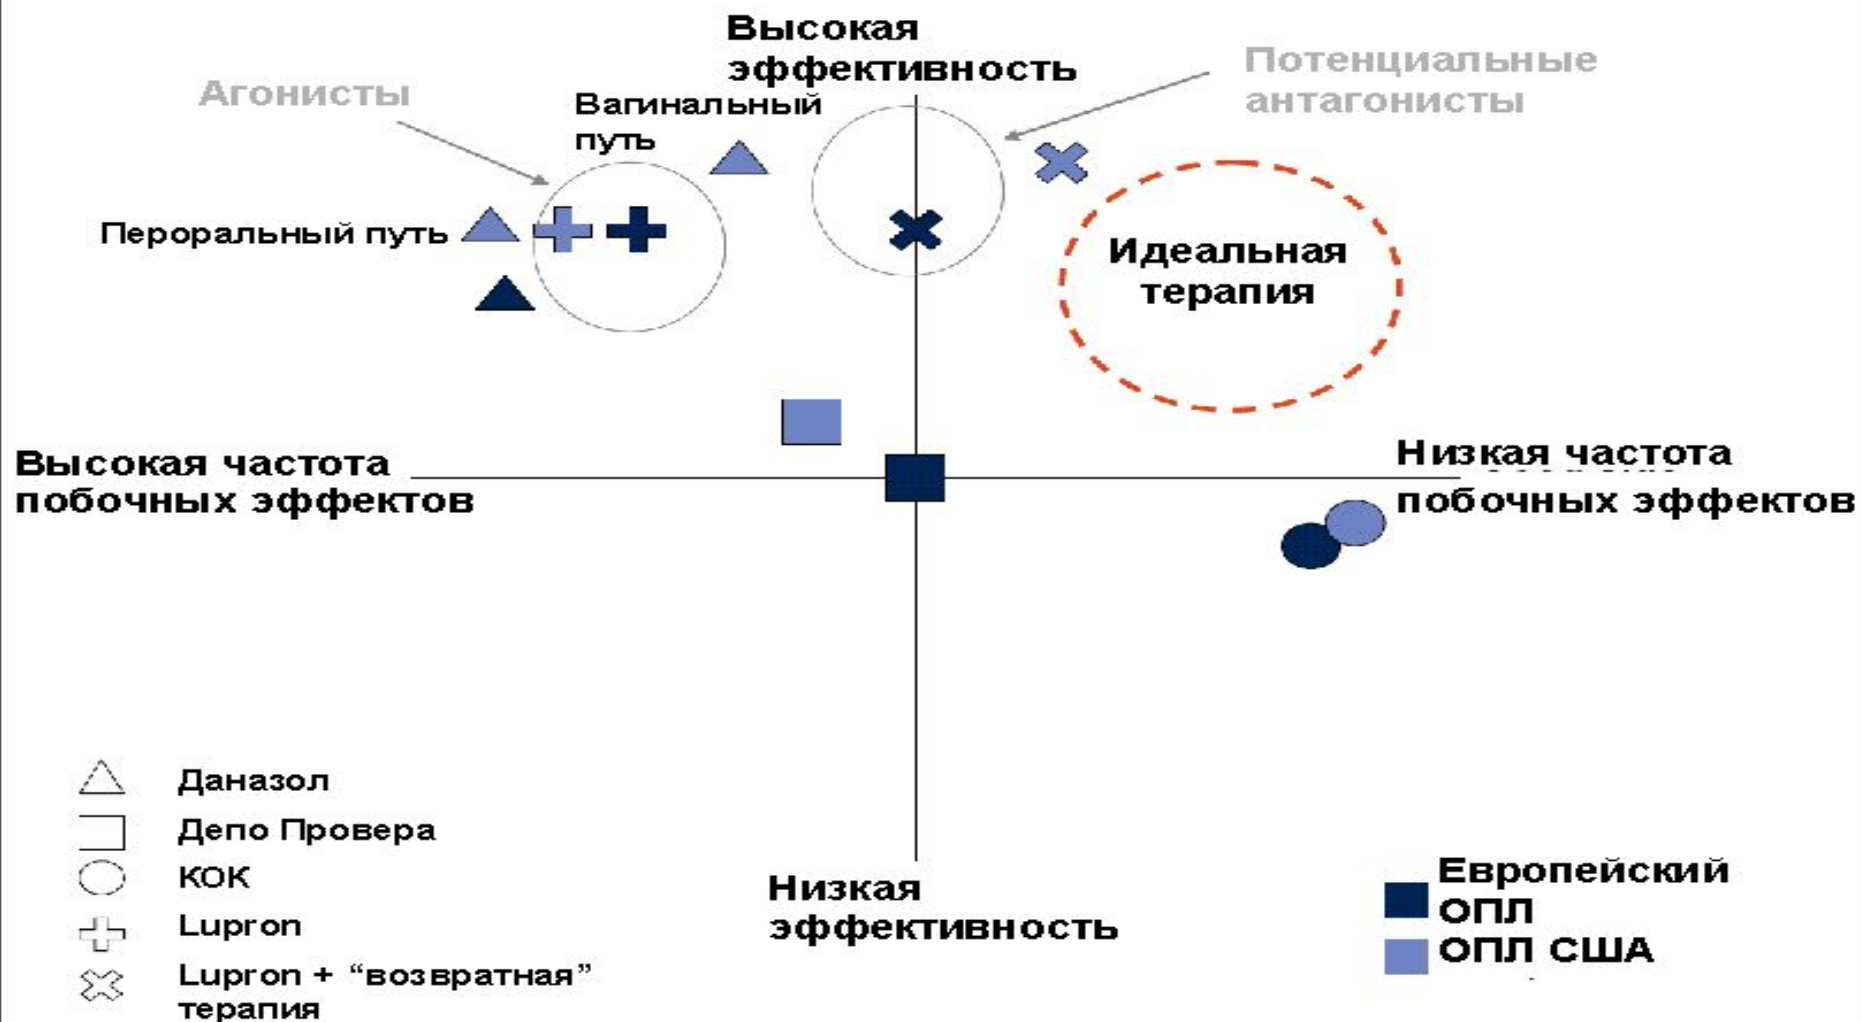 Высокая
эффективность
Потенциальные
антагонисты
Агонисты
Вагинальный
путь
Пероральный путь
Идеальная
терапия
Высокая частота
побочных эффектов
Низкая частота
побочных эффектов
Даназол
Депо Провера
КОК
Lupron
Lupron + “возвратная”
терапия
Низкая
эффективность
Европейский
ОПЛ
ОПЛ США